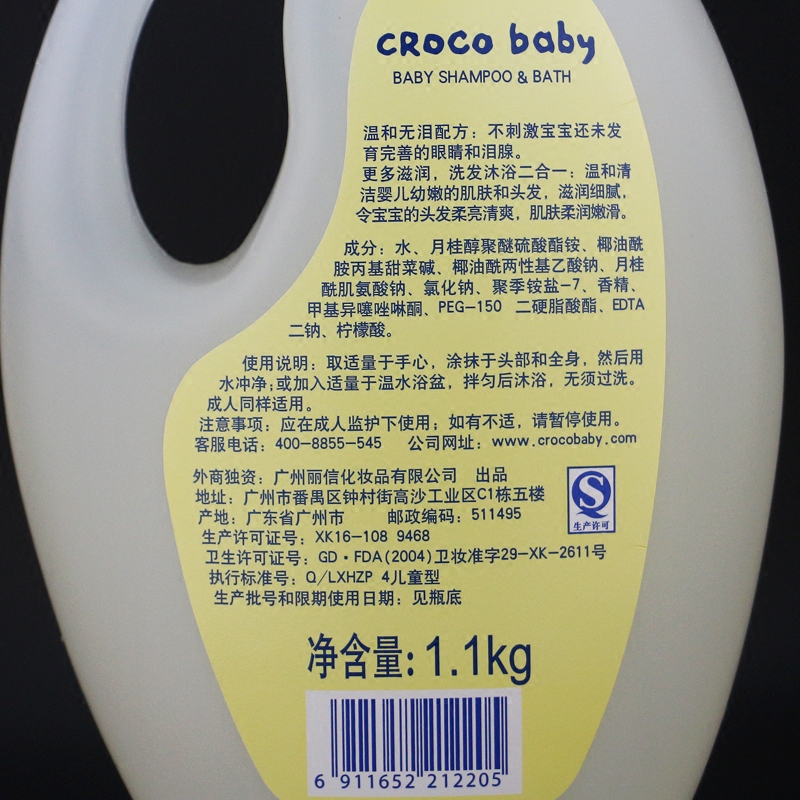 CROCO baby
BABY SHAMPOO & BATH
温和无泪配方：不刺激宝宝还未发
育完善的眼睛和泪腺。
更多滋润，洗发沐浴二合一：温和清
洁婴儿幼嫩的肌肤和头发，滋润细腻，
令宝宝的头发柔亮清爽，肌肤柔润嫩滑。
成分：水、月桂醇聚醚硫酸酯铵、椰油酰
胺丙基甜菜碱、椰油酰两性基乙酸钠、月桂
酰肌氨酸钠、氯化钠、聚季铵盐-7、香精、
甲基异噻唑啉酮、PEG-150 二硬脂酸酯、EDTA
二钠、柠檬酸。
使用说明：取适量于手心，涂抹于头部和全身，然后用
水冲净;或加入适量于温水浴盆，拌匀后沐浴，无须过洗。
成人同样适用。
注意事项：应在成人监护下使用；如有不适，请暂停使用。
客服电话：400-8855-545 公司网址：www.crocobaby.com
外商独资：广州丽信化妆品有限公司 出品
地址：广州市番禺区钟村街高沙工业区C1栋五楼
产地：广东省广州市 邮政编码：511495
生产许可证号：XK16-108 9468
卫生许可证号：GD·FDA(2004)卫妆准字29-XK-2611号
执行标准号：Q/LXHZP 4儿童型
生产批号和限期使用日期：见瓶底
生产许可
净含量:1.1kg
6 911652 212205